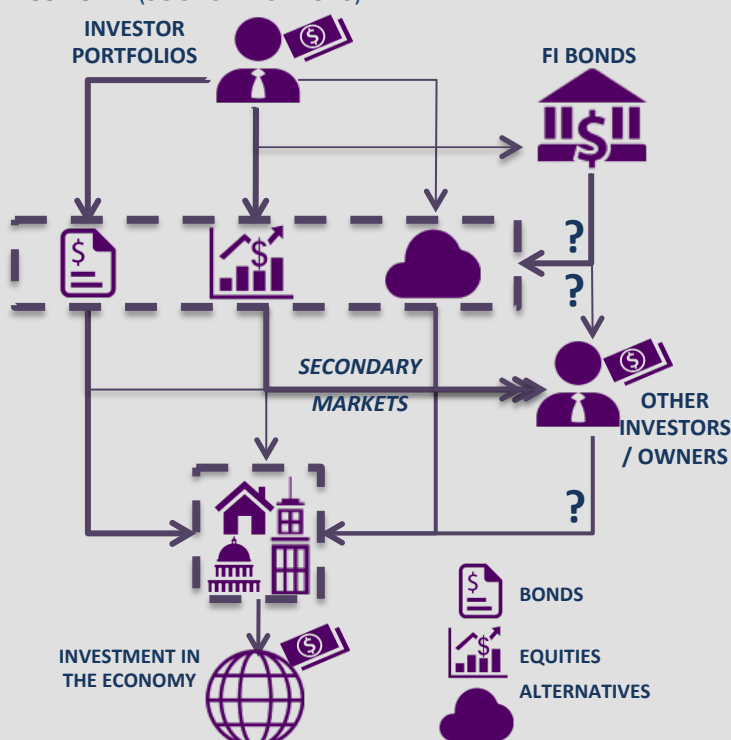 INVESTOR
PORTFOLIOS
$
FI BONDS
$
$
$
?
?
SECONDARY
MARKETS
$
OTHER
INVESTORS
/ OWNERS
?
$
BONDS
INVESTMENT IN
THE ECONOMY
$
$
EQUITIES
ALTERNATIVES